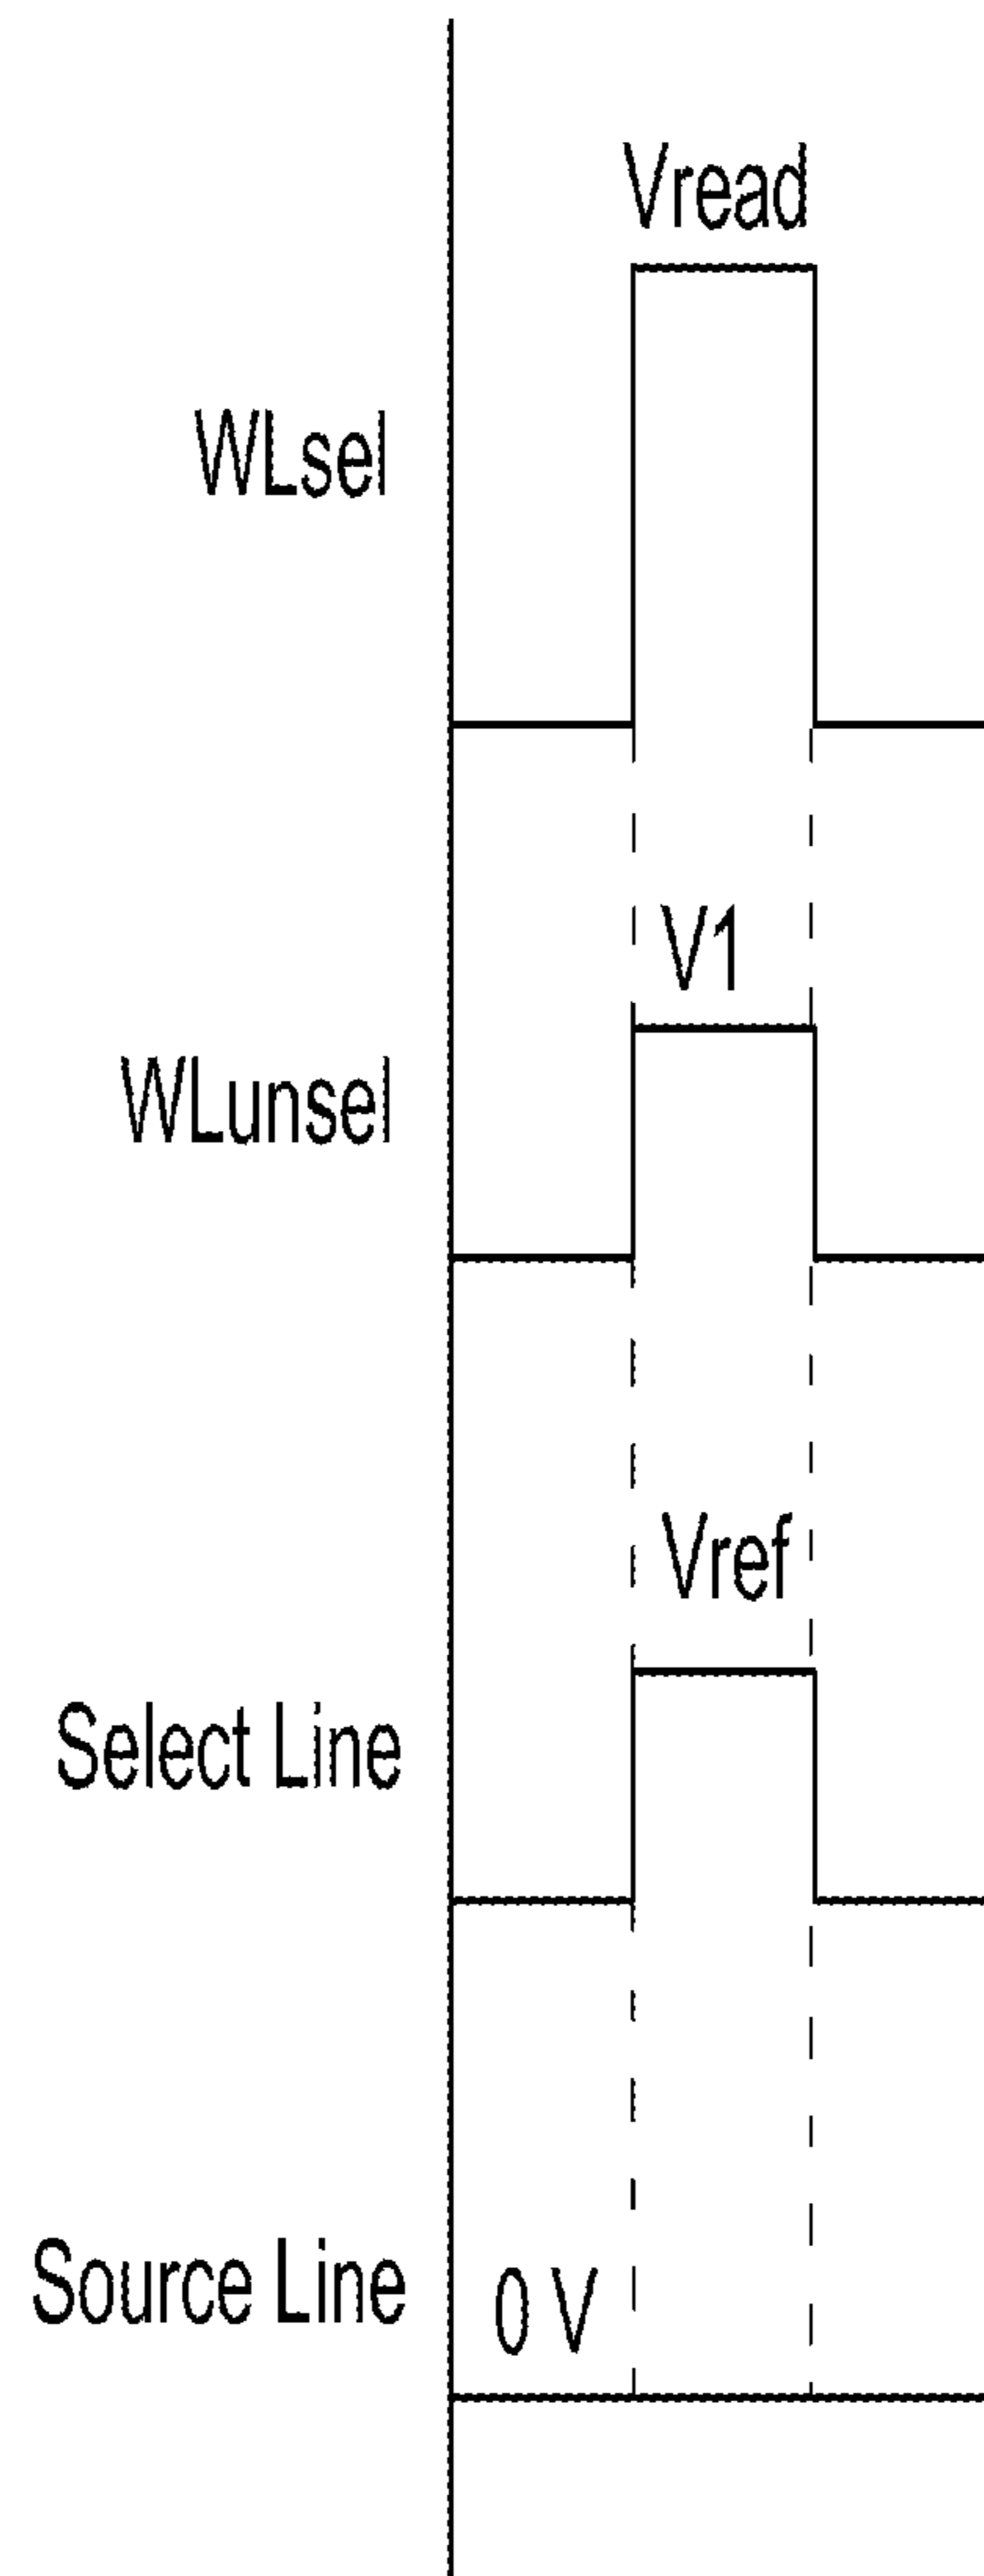 Vread
WLsel
V1
WLunsel
Vref
Select Line
Source Line
0 V